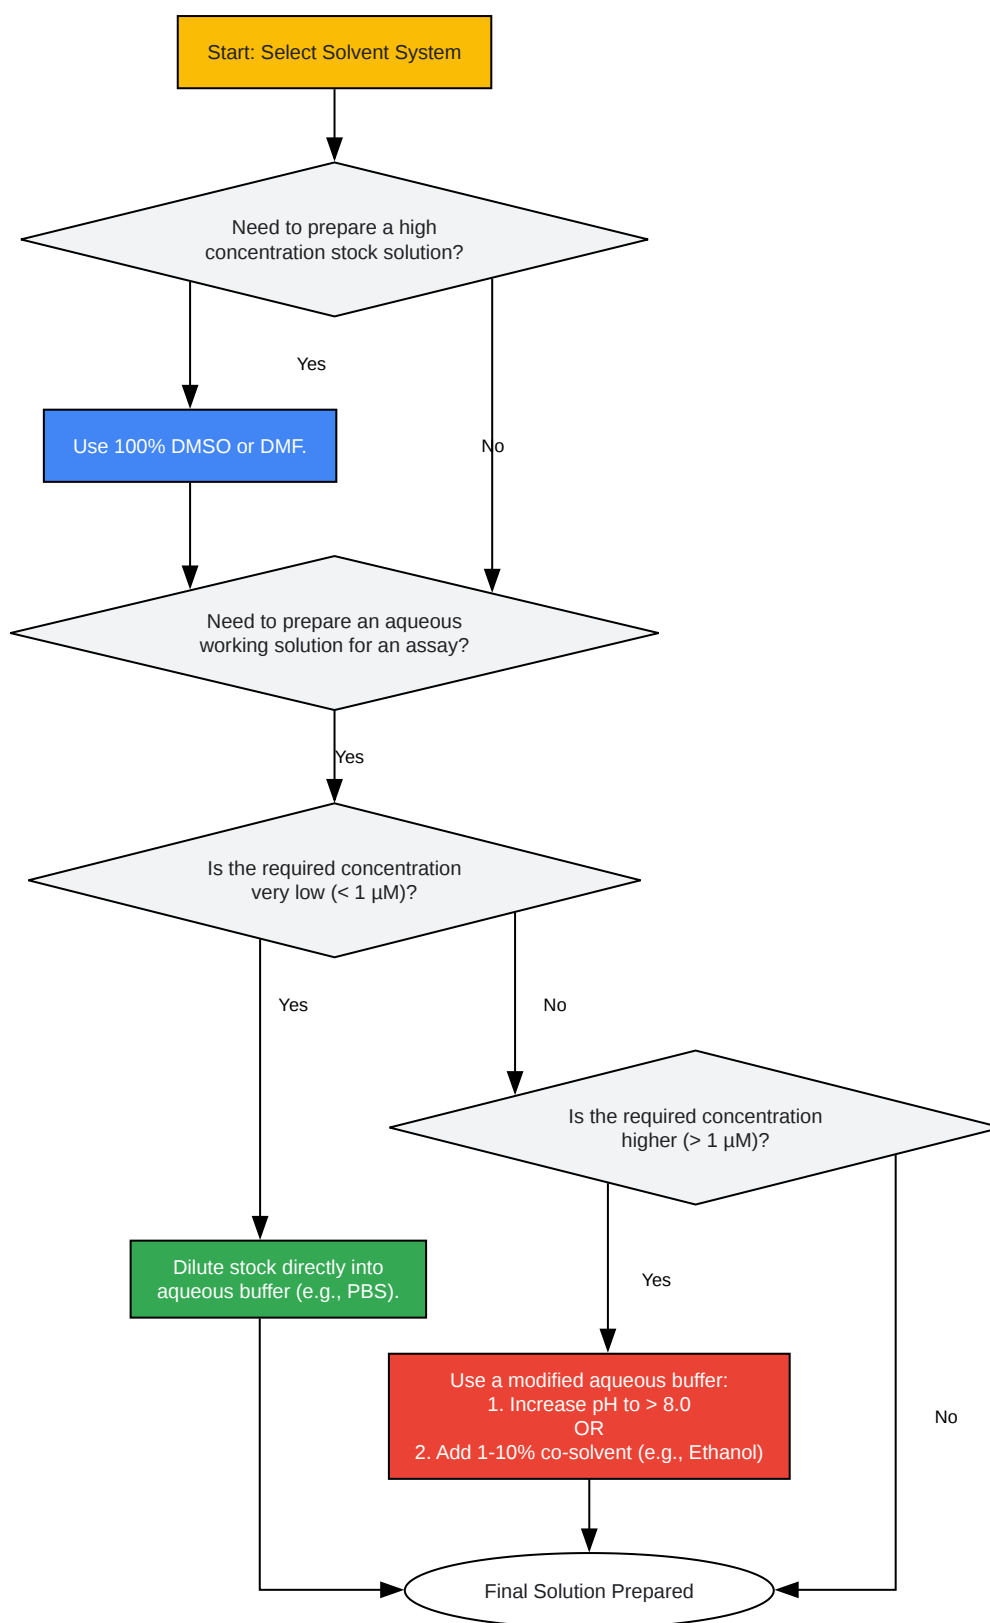 Start: Select Solvent System
Need to prepare a high
concentration stock solution?
Yes
Use 100% DMSO or DMF.
No
Need to prepare an aqueous
working solution for an assay?
Yes
Is the required concentration
very low (< 1 µM)?
Yes
No
Is the required concentration
higher (> 1 µM)?
Dilute stock directly into
aqueous buffer (e.g., PBS).
Yes
Use a modified aqueous buffer:
1. Increase pH to > 8.0
OR
2. Add 1-10% co-solvent (e.g., Ethanol)
No
Final Solution Prepared